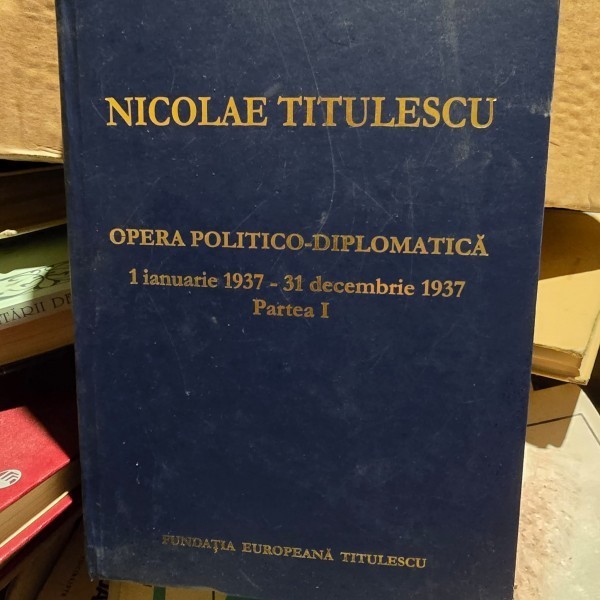 NICOLAE TITULESCU
OPERA POLITICO-DIPLOMATICĂ
1 ianuarie 1937 - 31 decembrie 1937
Partea I
FUNDAȚIA EUROPEANĂ TITULESCU